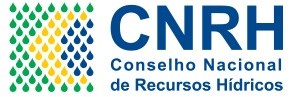 CNRH
Conselho Nacional
de Recursos Hídricos